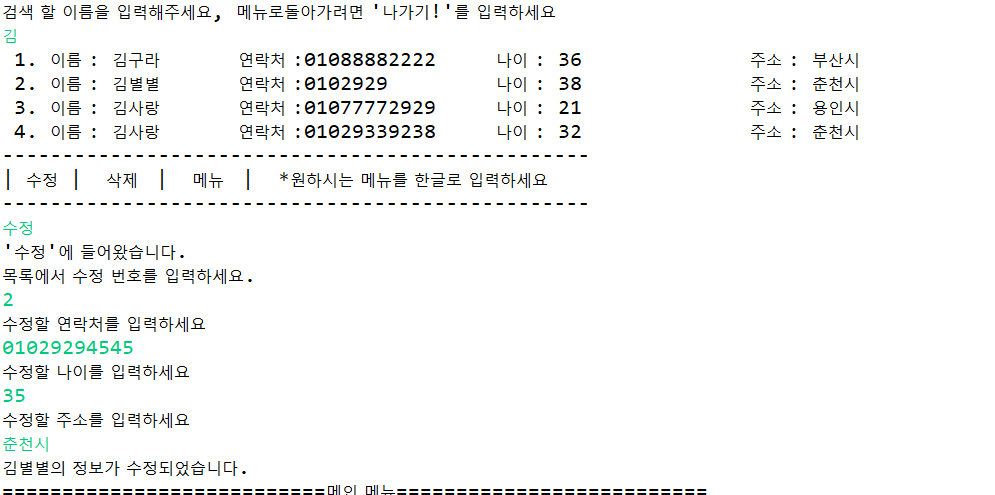 검색 할 이름을 입력해주세요, 메뉴로돌아가려면 '나가기!'를 입력하세요
김
1. 이름 : 김구라 연락처 :01088882222 나이 : 36 주소 : 부산시
2. 이름 : 김별별 연락처 :0102929 나이 : 38 주소 : 춘천시
3. 이름 : 김사랑 연락처 :01077772929 나이 : 21 주소 : 용인시
4. 이름 : 김사랑 연락처 :01029339238 나이 : 32 주소 : 춘천시
-------------------------------------------------
| 수정 | 삭제 | 메뉴 | *원하시는 메뉴를 한글로 입력하세요
-------------------------------------------------
수정
'수정'에 들어왔습니다.
목록에서 수정 번호를 입력하세요.
2
수정할 연락처를 입력하세요
01029294545
수정할 나이를 입력하세요
35
수정할 주소를 입력하세요
춘천시
김별별의 정보가 수정되었습니다.
===========================메인 메뉴==========================